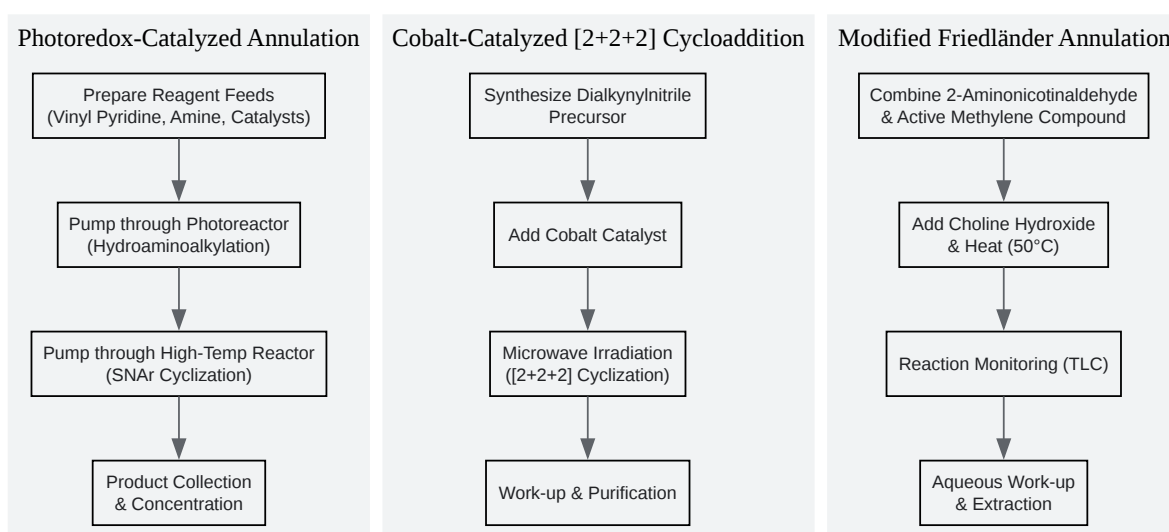 Photoredox-Catalyzed Annulation
Prepare Reagent Feeds
(Vinyl Pyridine, Amine, Catalysts)
Pump through Photoreactor
(Hydroaminoalkylation)
Pump through High-Temp Reactor
(SNAr Cyclization)
Product Collection
& Concentration
Cobalt-Catalyzed [2+2+2] Cycloaddition
Synthesize Dialkynylnitrile
Precursor
Add Cobalt Catalyst
Microwave Irradiation
([2+2+2] Cyclization)
Work-up & Purification
Modified Friedländer Annulation
Combine 2-Aminonicotinaldehyde
& Active Methylene Compound
Add Choline Hydroxide
& Heat (50°C)
Reaction Monitoring (TLC)
Aqueous Work-up
& Extraction